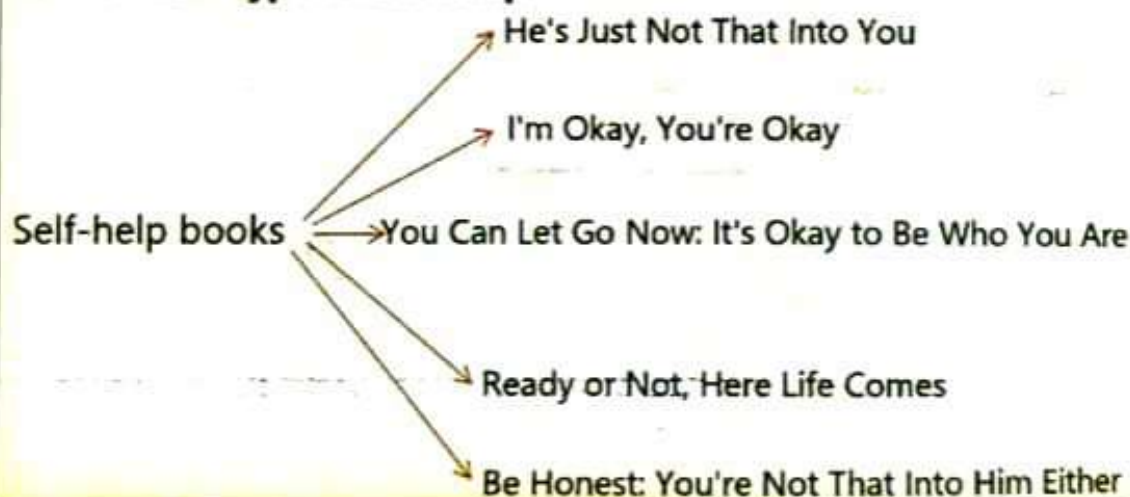 He's Just Not That Into You
I'm Okay, You're Okay
Self-help books
You Can Let Go Now: It's Okay to Be Who You Are
Ready or Not, Here Life Comes
Be Honest: You're Not That Into Him Either